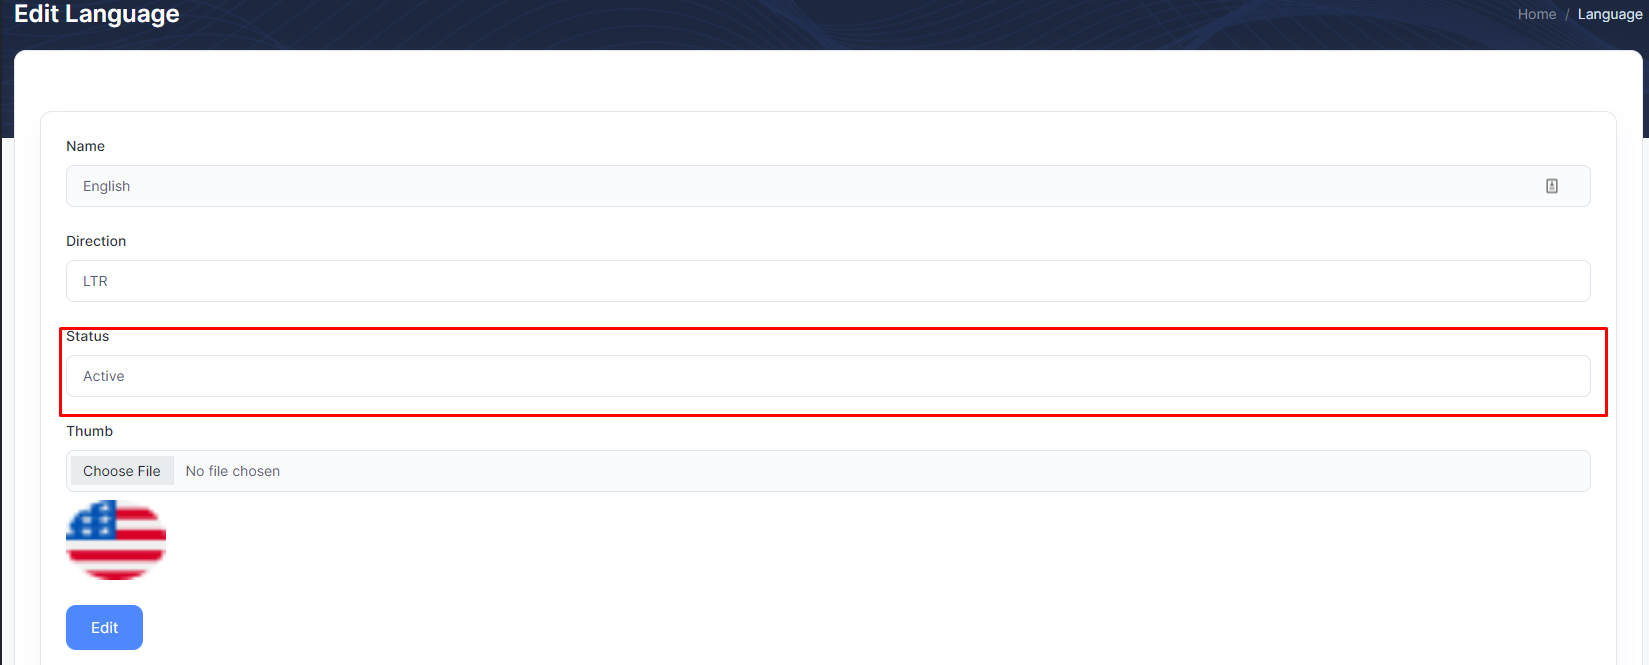 Edit Language
Home / Language
Name
English
Direction
LTR
Status
Active
Thumb
Choose File No file chosen
Edit